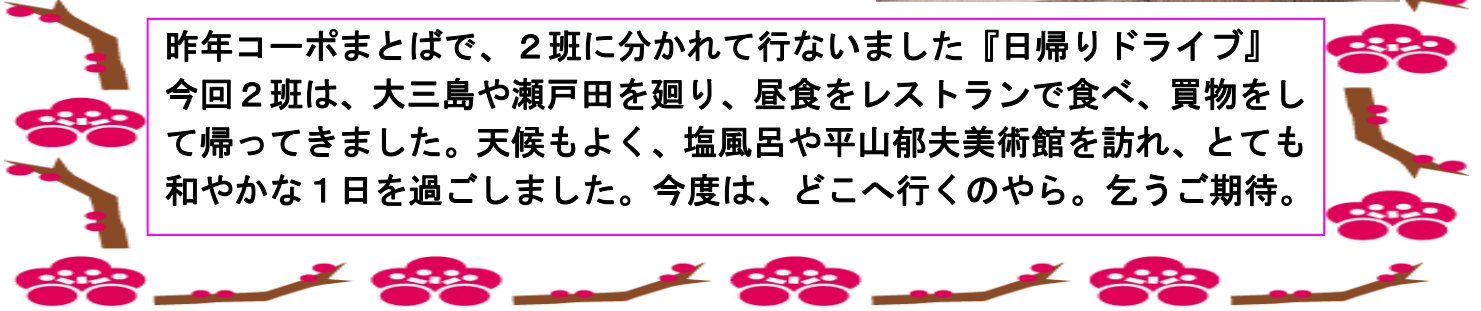 昨年コーポまとばで、２班に分かれて行ないました『日帰りドライブ』
今回２班は、大三島や瀬戸田を廻り、昼食をレストランで食べ、買物をし
て帰ってきました。天候もよく、塩風呂や平山郁夫美術館を訪れ、とても
和やかな１日を過ごしました。今度は、どこへ行くのやら。乞うご期待。